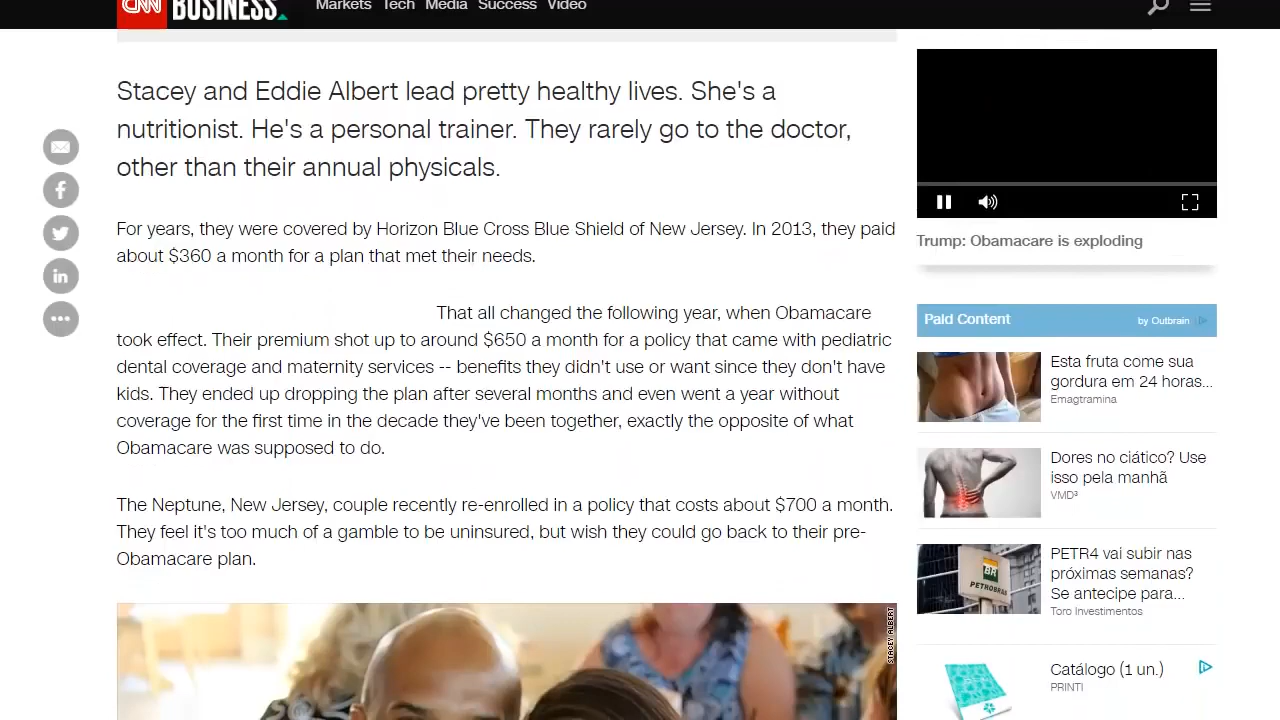 CNN BUSINESS Markets Tech Media Success Video
Stacey and Eddie Albert lead pretty healthy lives. She's a
nutritionist. He's a personal trainer. They rarely go to the doctor,
other than their annual physicals.
For years, they were covered by Horizon Blue Cross Blue Shield of New Jersey. In 2013, they paid
about $360 a month for a plan that met their needs.
That all changed the following year, when Obamacare
took effect. Their premium shot up to around $650 a month for a policy that came with pediatric
dental coverage and maternity services -- benefits they didn't use or want since they don't have
kids. They ended up dropping the plan after several months and even went a year without
coverage for the first time in the decade they've been together, exactly the opposite of what
Obamacare was supposed to do.
The Neptune, New Jersey, couple recently re-enrolled in a policy that costs about $700 a month.
They feel it's too much of a gamble to be uninsured, but wish they could go back to their pre-
Obamacare plan.
STACEY ALBERT
Trump: Obamacare is exploding
Paid Content
by Outbrain
Esta fruta come sua
gordura em 24 horas...
Emagtramina
Dores no ciático? Use
isso pela manhã
VMD³
PETR4 vai subir nas
próximas semanas?
Se antecipe para...
Toro Investimentos
BR
PETROBRAS
Catálogo (1 un.)
PRINTI